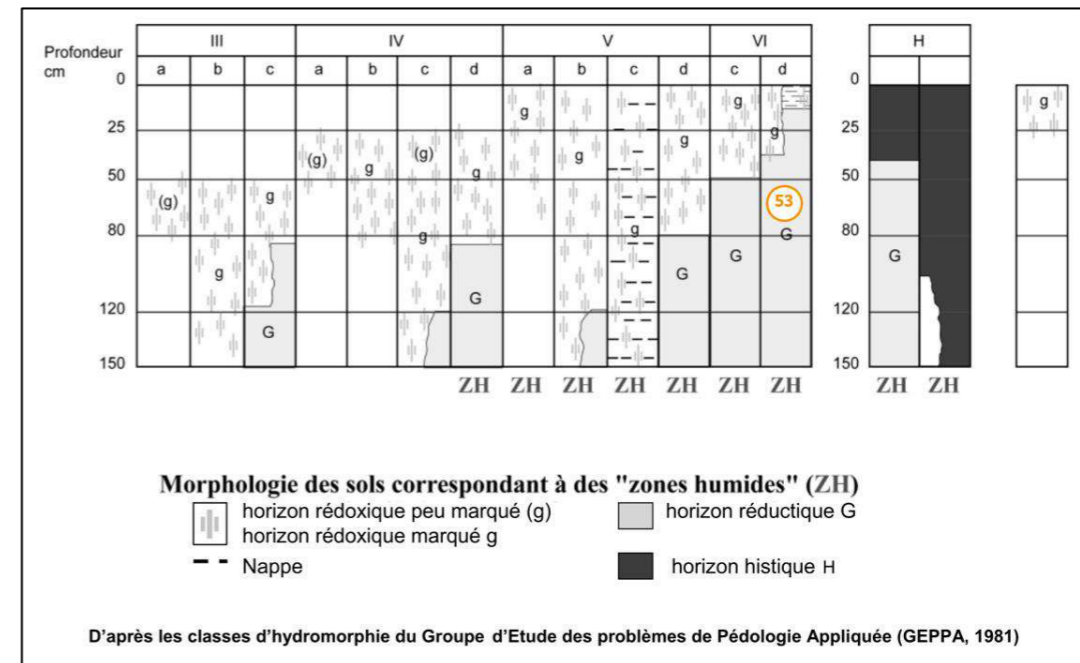 III IV V VI H
Profondeur
cm
a b c a b c d a b c d c d
0 0
g g g
25 25
(g) g (g) g g g g
50 50
(g) g 53
80 g g G 80
g G G G G
G
120 120
G
150 150
ZH ZH ZH ZH ZH ZH ZH ZH ZH
Morphologie des sols correspondant à des "zones humides" (ZH)
horizon rédoxique peu marqué (g)
horizon réductique G
horizon rédoxique marqué g
Nappe
horizon histique H
D'après les classes d'hydromorphie du Groupe d'Etude des problèmes de Pédologie Appliquée (GEPPA, 1981)